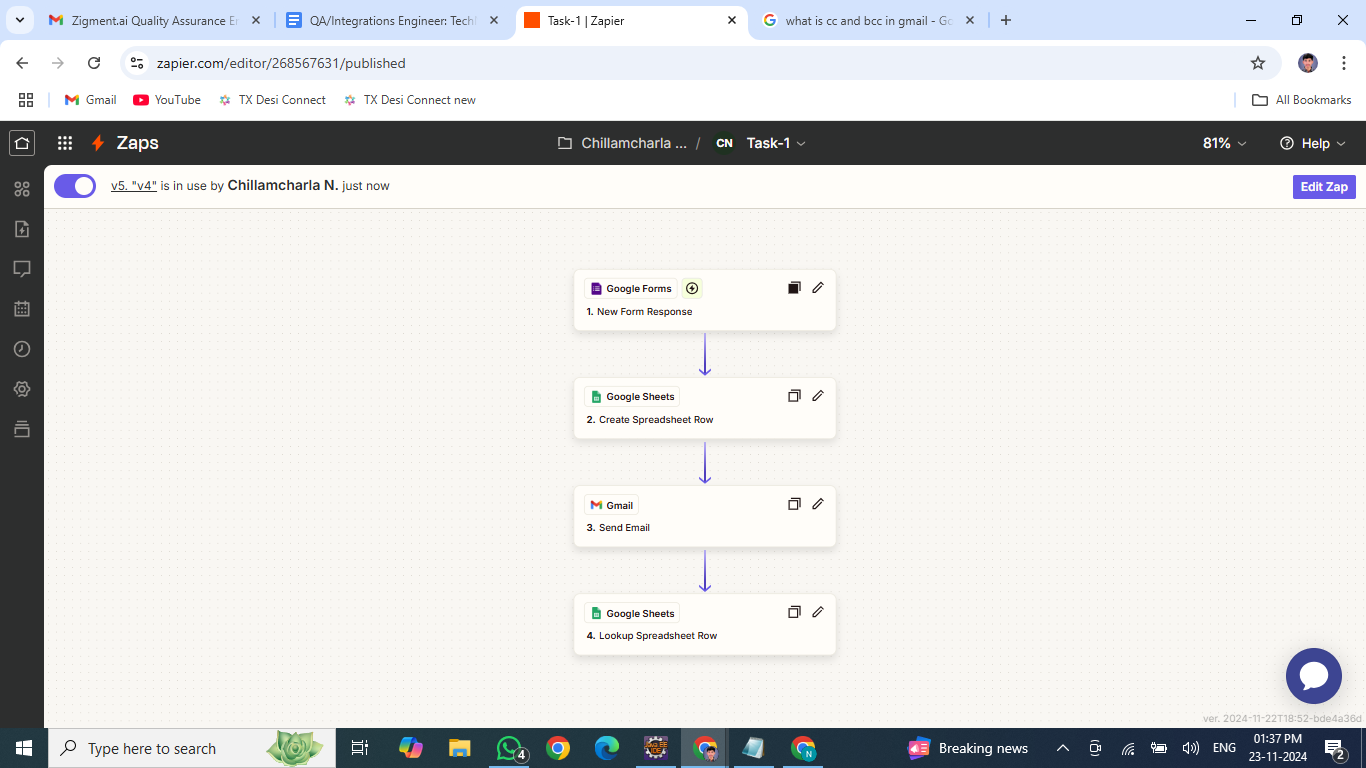 Zigment.ai Quality Assurance En
QA/Integrations Engineer: Tech
Task-1 | Zapier
what is cc and bcc in gmail - Go
zapier.com/editor/268567631/published
Gmail
YouTube
TX Desi Connect
TX Desi Connect new
All Bookmarks
Zaps
Chillamcharla ... / CN Task-1
81%
Help
v5. "v4" is in use by Chillamcharla N. just now
Edit Zap
Google Forms
1. New Form Response
Google Sheets
2. Create Spreadsheet Row
Gmail
3. Send Email
Google Sheets
4. Lookup Spreadsheet Row
ver. 2024-11-22T18:52-bde4a36d
Type here to search
4
N
Breaking news
ENG
01:37 PM
23-11-2024
2